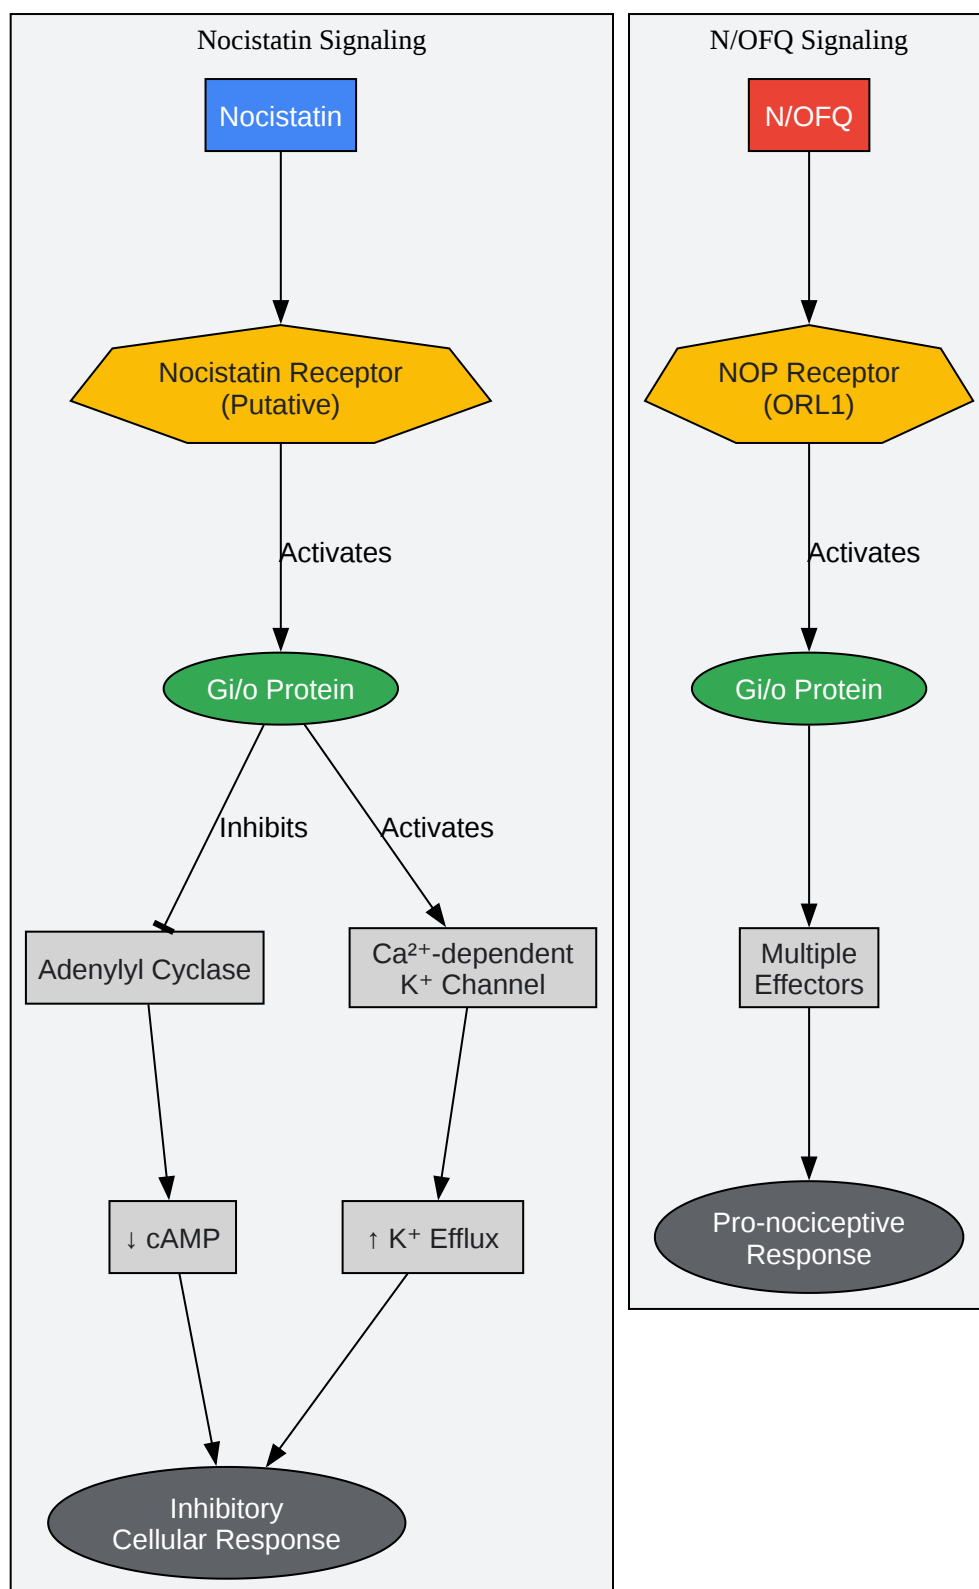 Nocistatin Signaling
Nocistatin
Nocistatin Receptor
(Putative)
Activates
Gi/o Protein
Inhibits
Activates
Adenylyl Cyclase
Ca²⁺-dependent
K⁺ Channel
↓ cAMP
↑ K⁺ Efflux
Inhibitory
Cellular Response
N/OFQ Signaling
N/OFQ
NOP Receptor
(ORL1)
Activates
Gi/o Protein
Multiple
Effectors
Pro-nociceptive
Response